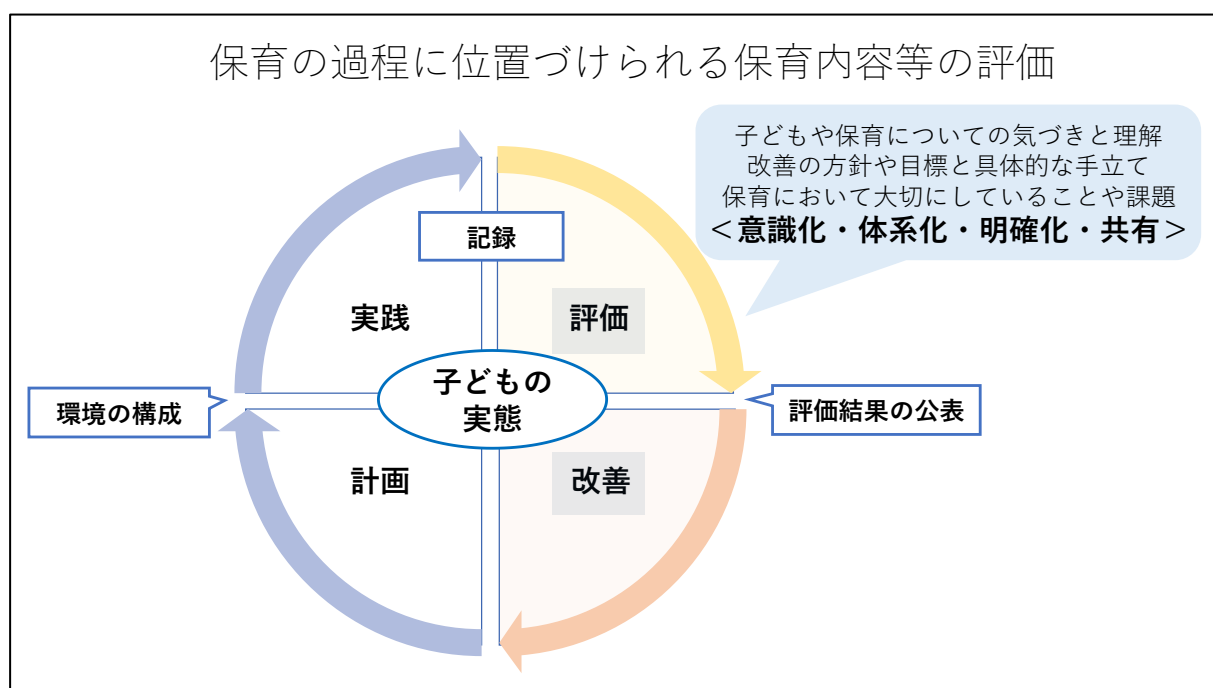 保育の過程に位置づけられる保育内容等の評価
子どもや保育についての気づきと理解
改善の方針や目標と具体的な手立て
保育において大切にしていることや課題
＜意識化・体系化・明確化・共有＞
記録
実践
評価
子どもの
実態
環境の構成
評価結果の公表
計画
改善